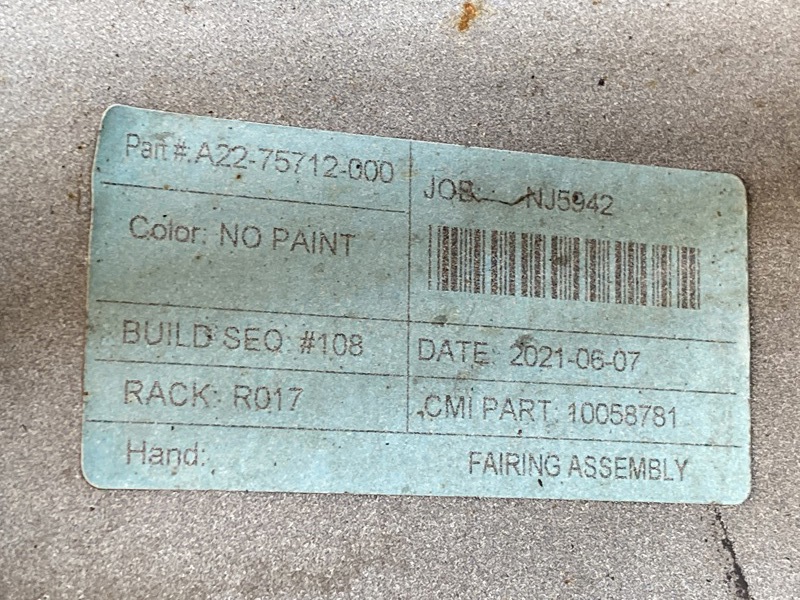 Part #: A22-75712-000
JOB: NJ5942
Color: NO PAINT
BUILD SEQ: #108
DATE: 2021-06-07
RACK: R017
CMI PART: 10058781
Hand:
FAIRING ASSEMBLY